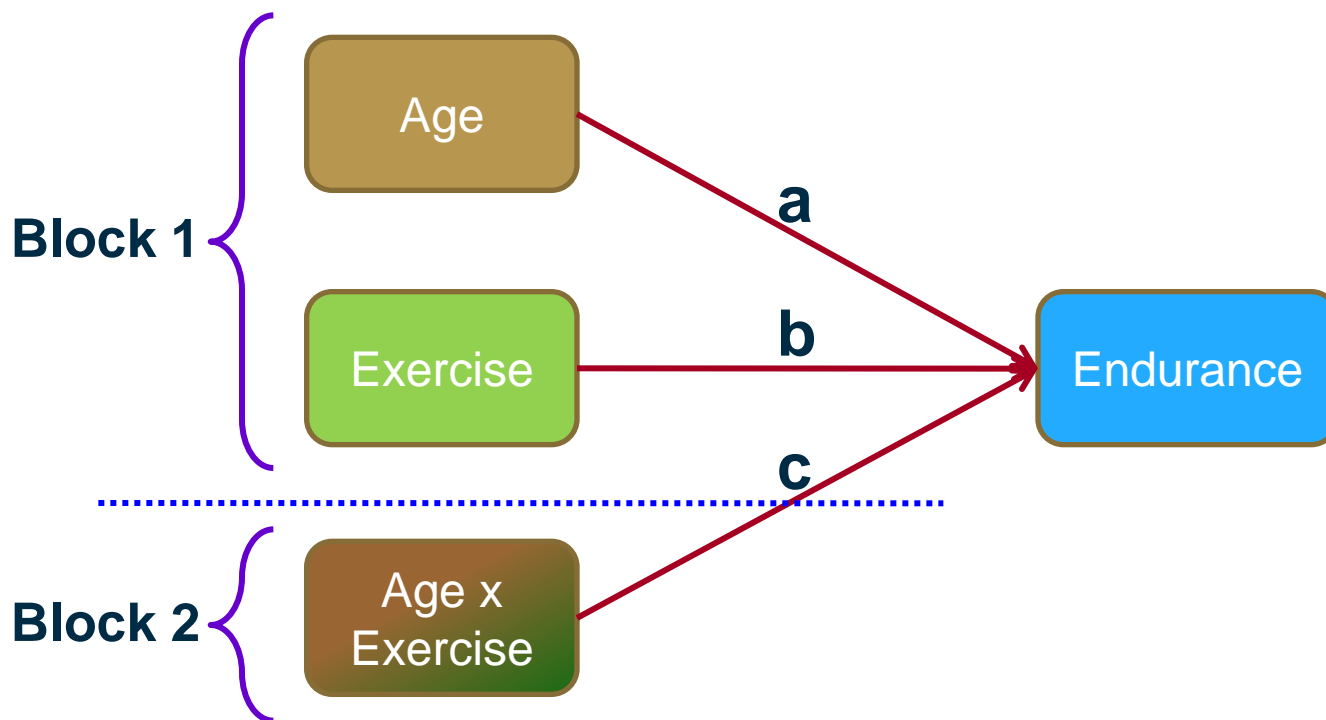 Age
a
Block 1
b
Exercise
Endurance
c
Age x
Exercise
Block 2